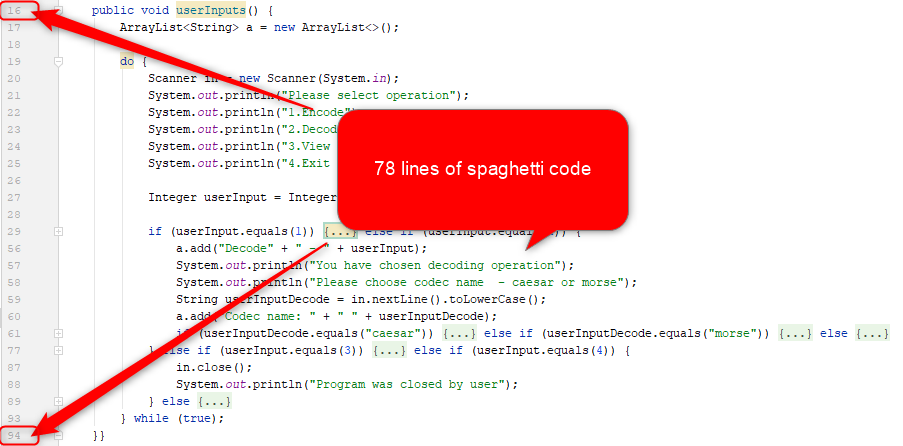 16 public void userInputs() {
17 ArrayList<String> a = new ArrayList<>();
18
19 do {
20 Scanner in = new Scanner(System.in);
21 System.out.println("Please select operation");
22 System.out.println("1.Encode"
23 System.out.println("2.Decod
24 System.out.println("3.View
25 System.out.println("4.Exit
26
27 Integer userInput = Integer
28
29 if (userInput.equals(1)) {...} else if (userInput.equal )) {
56 a.add("Decode" + " - " + userInput);
57 System.out.println("You have chosen decoding operation");
58 System.out.println("Please choose codec name  - caesar or morse");
59 String userInputDecode = in.nextLine().toLowerCase();
60 a.add("Codec name: " + " " + userInputDecode);
61 if (userInputDecode.equals("caesar")) {...} else if (userInputDecode.equals("morse")) {...} else {...}
77 } else if (userInput.equals(3)) {...} else if (userInput.equals(4)) {
87 in.close();
88 System.out.println("Program was closed by user");
89 } else {...}
93 } while (true);
94 }}
78 lines of spaghetti code